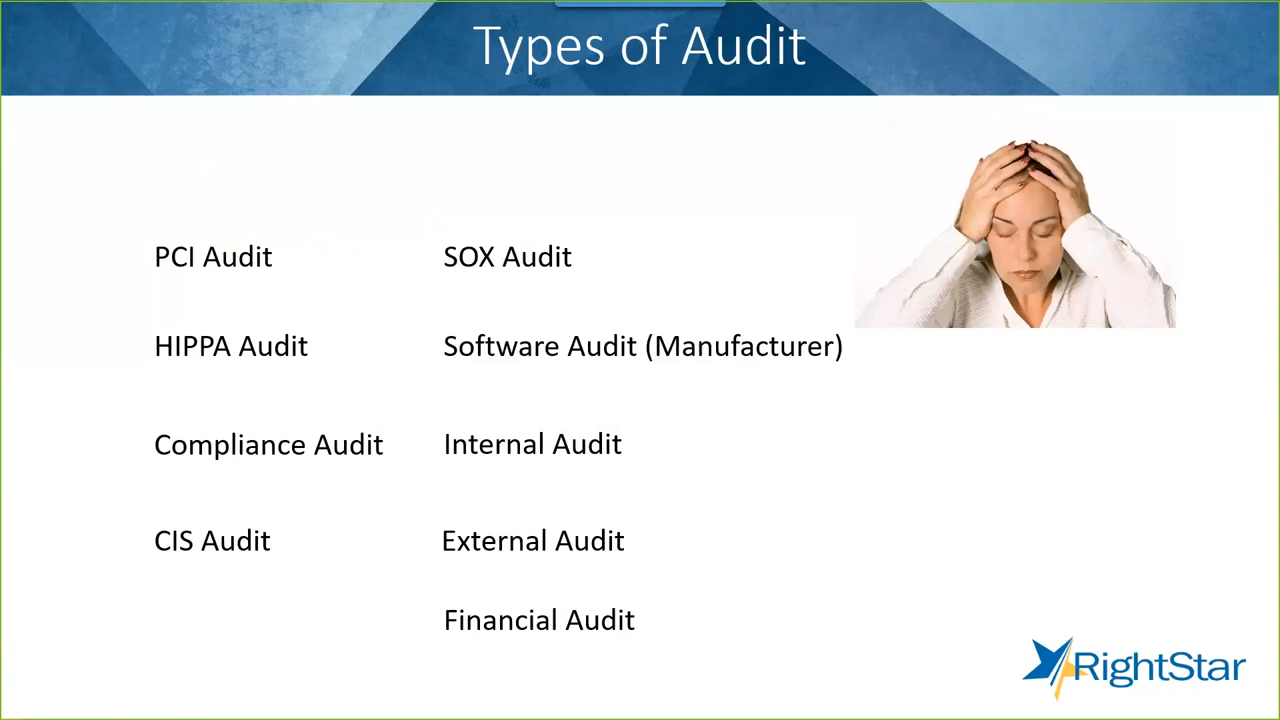 Types of Audit
PCI Audit
SOX Audit
HIPPA Audit
Software Audit (Manufacturer)
Compliance Audit
Internal Audit
CIS Audit
External Audit
Financial Audit
RightStar